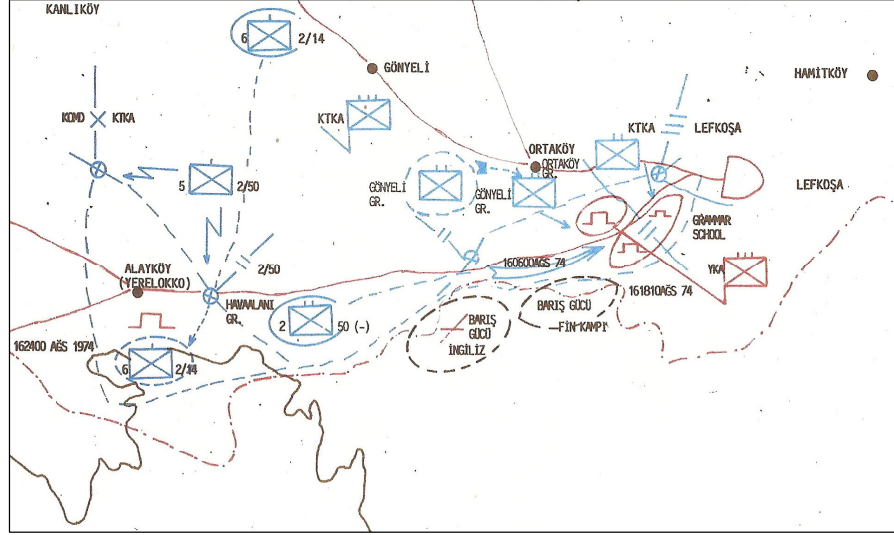 KANLIKÖY
6 2/14
GÖNYELİ
HAMİTKÖY
KOMD KTKA
KTKA
KTKA
LEFKOŞA
ORTAKÖY
ORTAKÖY
GR.
5 2/50
GÖNYELİ
GR.
GÖNYELİ
GR.
LEFKOŞA
GRAMMAR
SCHOOL
2/50
160600AĞS 74
YKA
ALAYKÖY
(YERELOKKO)
HAVAALANI
GR.
161810AĞS 74
2 50 (-)
BARIŞ GÜCÜ
FİN KAMPI
BARIŞ
GÜCÜ
İNGİLİZ
162400 AĞS 1974
6 2/14